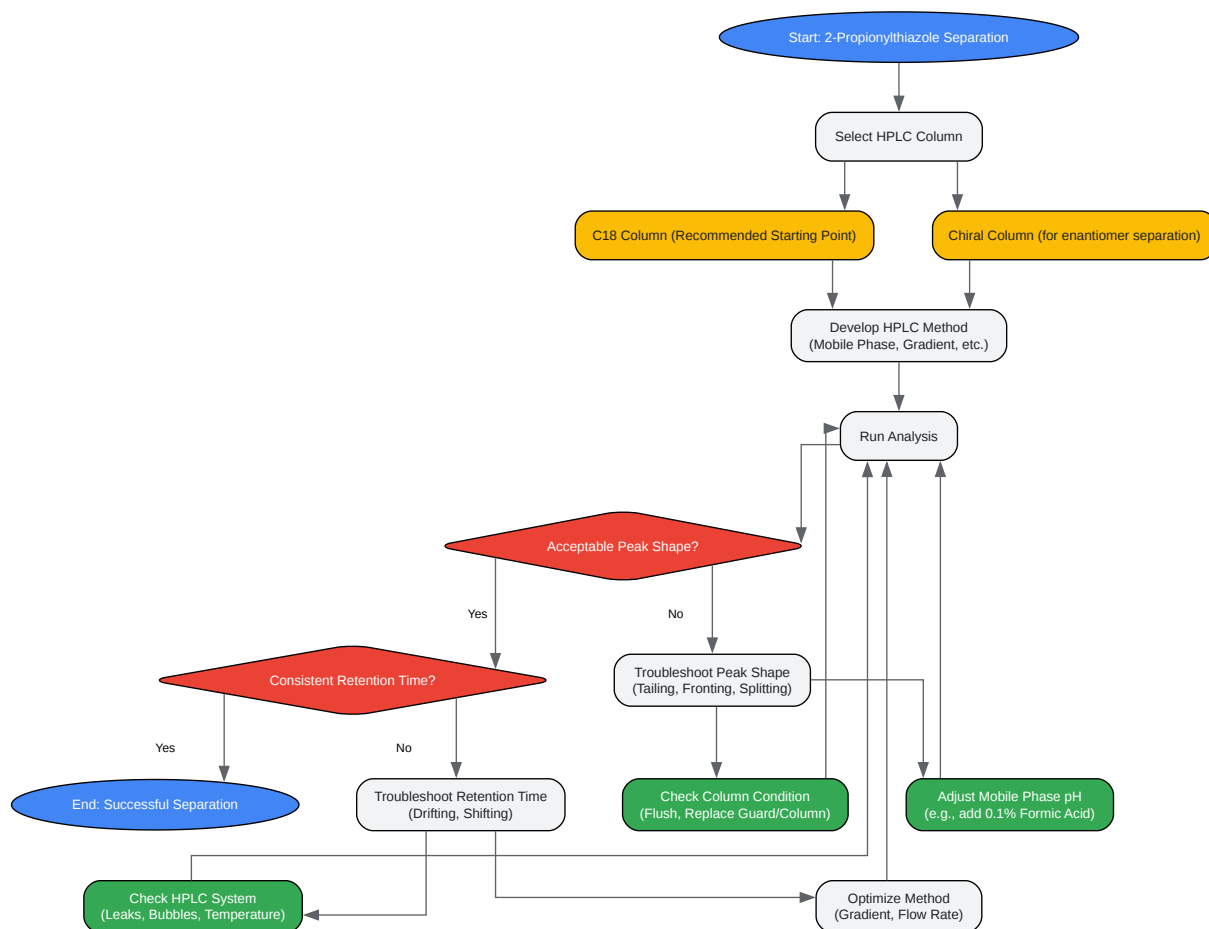 Start: 2-Propionylthiazole Separation
Select HPLC Column
C18 Column (Recommended Starting Point)
Chiral Column (for enantiomer separation)
Develop HPLC Method
(Mobile Phase, Gradient, etc.)
Run Analysis
Acceptable Peak Shape?
Yes
No
Consistent Retention Time?
Troubleshoot Peak Shape
(Tailing, Fronting, Splitting)
Yes
No
End: Successful Separation
Troubleshoot Retention Time
(Drifting, Shifting)
Check Column Condition
(Flush, Replace Guard/Column)
Adjust Mobile Phase pH
(e.g., add 0.1% Formic Acid)
Check HPLC System
(Leaks, Bubbles, Temperature)
Optimize Method
(Gradient, Flow Rate)